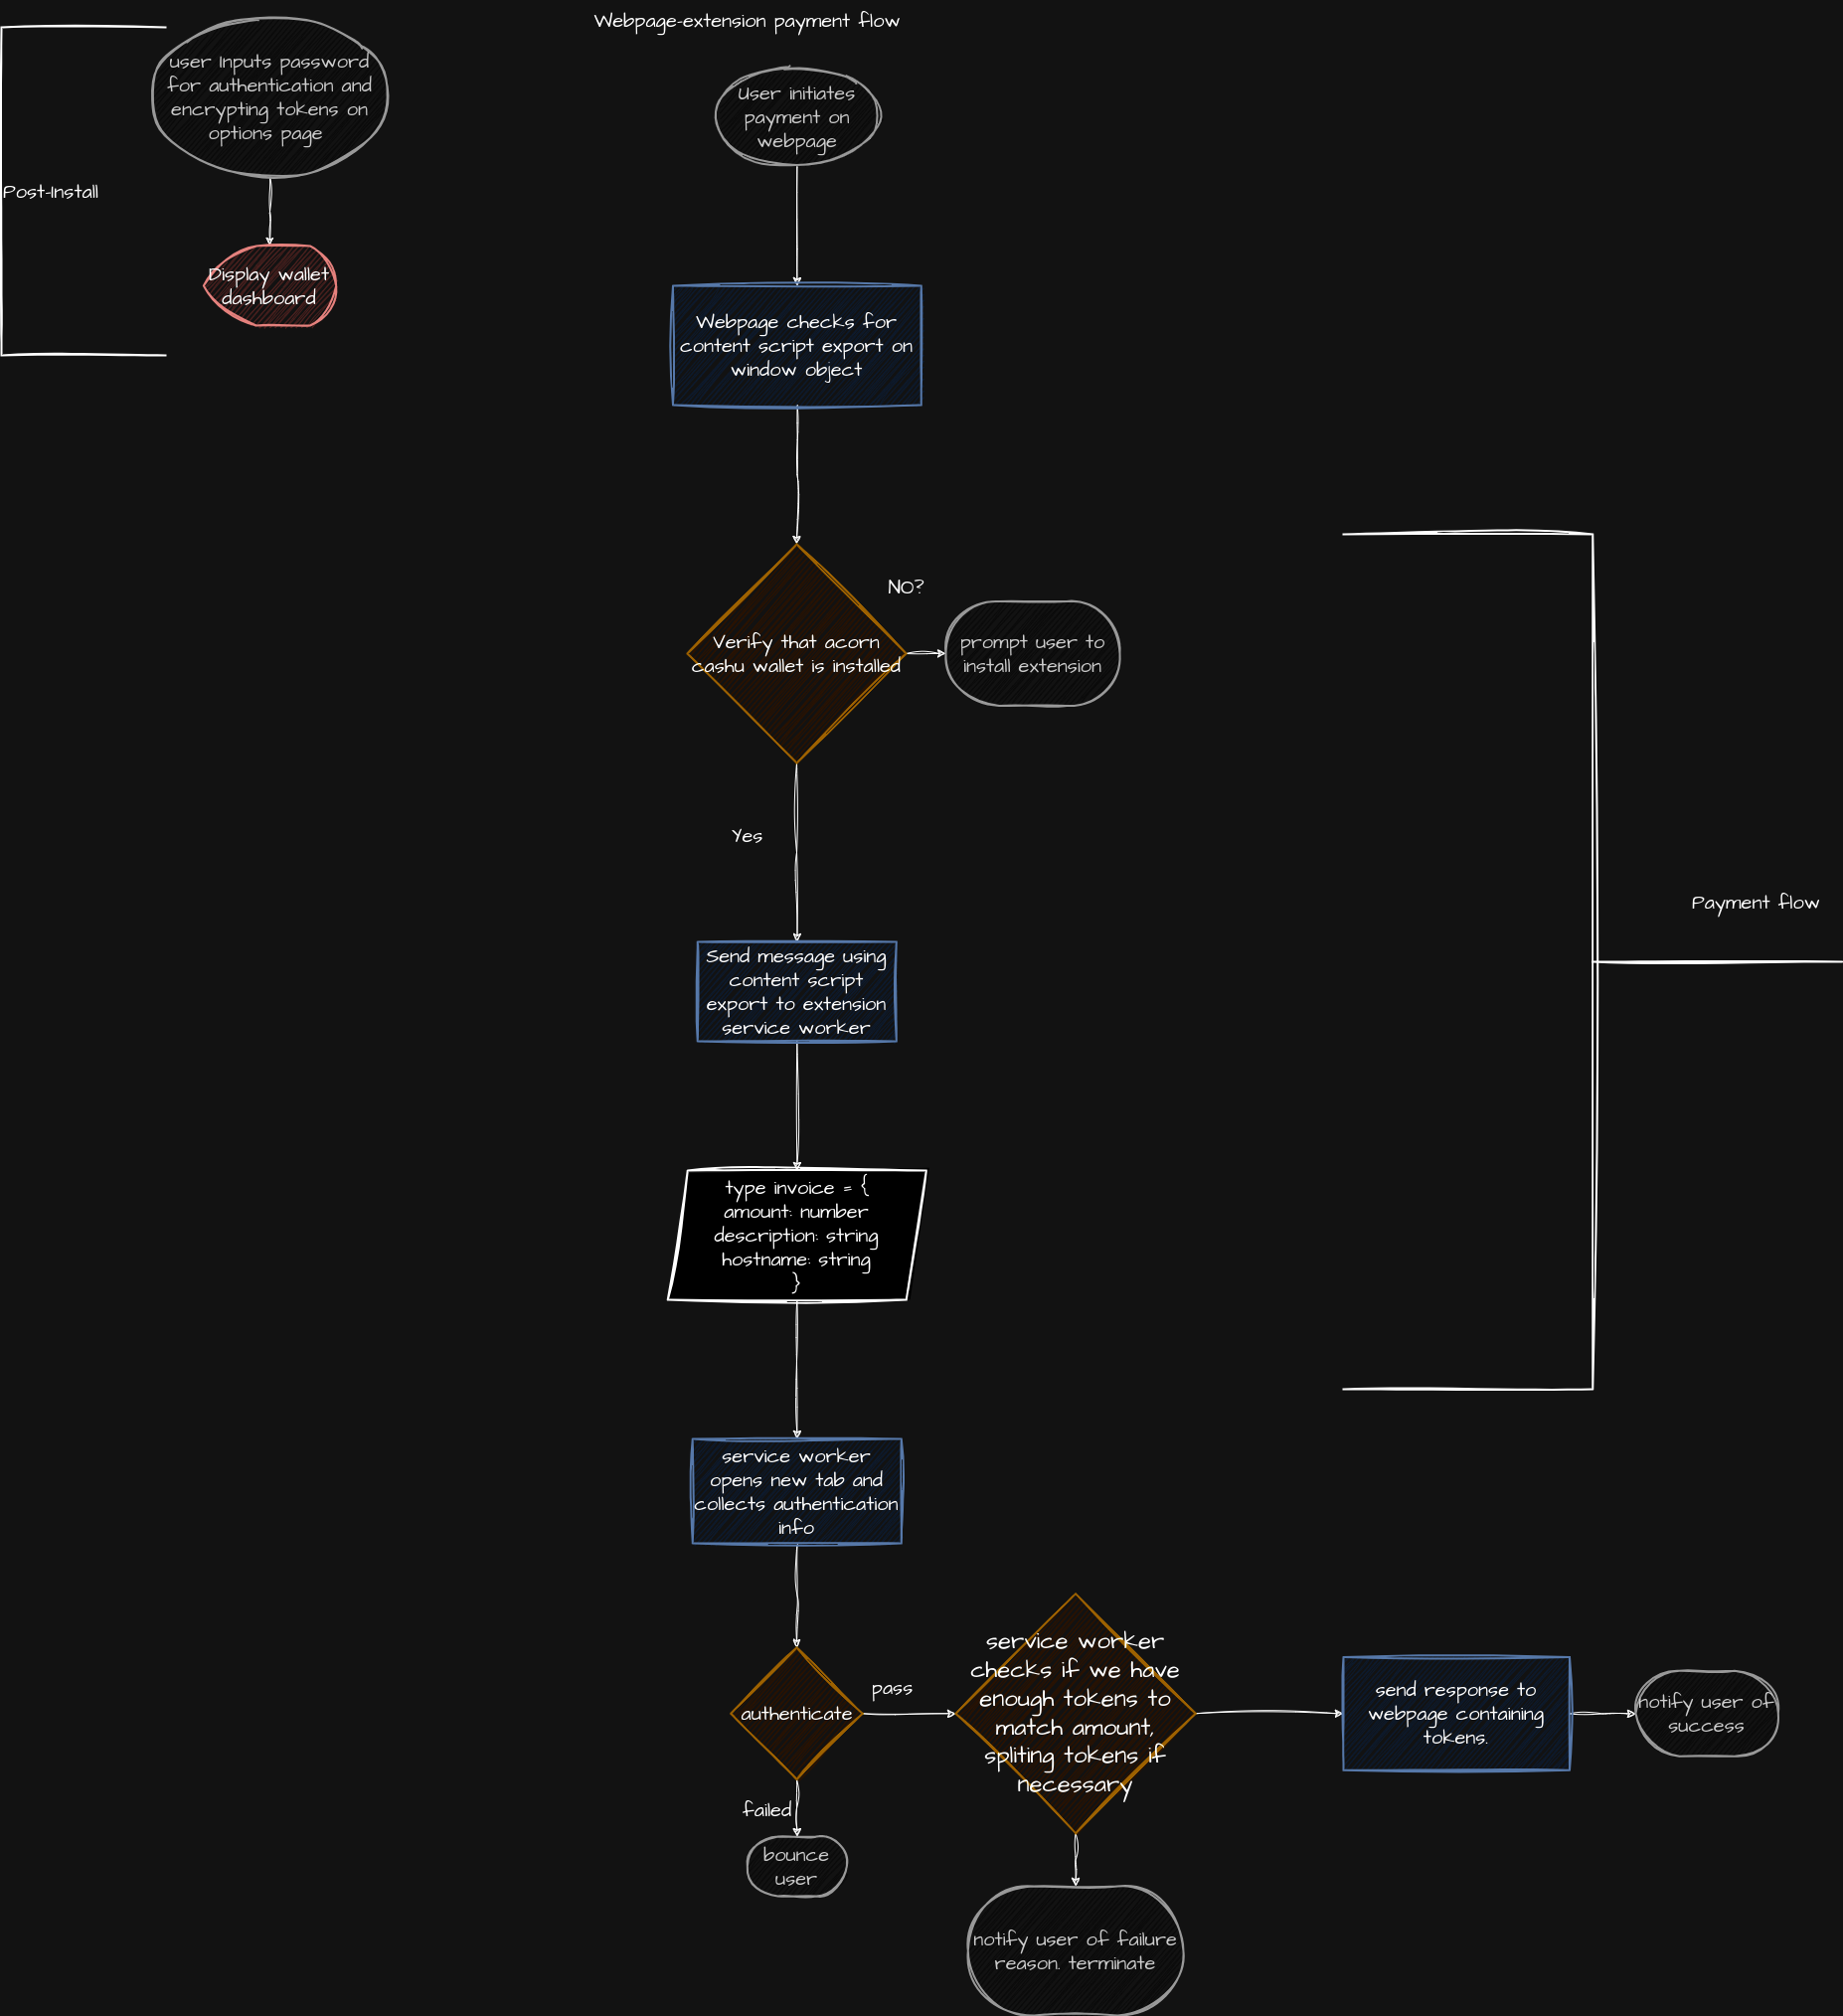 Webpage-extension payment flow
user Inputs password
for authentication and
encrypting tokens on
options page
Post-Install
Display wallet
dashboard
User initiates
payment on
webpage
Webpage checks for
content script export on
window object
NO?
Verify that acorn
cashu wallet is installed
prompt user to
install extension
Yes
Payment flow
Send message using
content script
export to extension
service worker
type invoice = {
amount: number
description: string
hostname: string
}
service worker
opens new tab and
collects authentication
info
authenticate
pass
service worker
checks if we have
enough tokens to
match amount,
spliting tokens if
necessary
send response to
webpage containing
tokens.
notify user of
success
failed
bounce
user
notify user of failure
reason. terminate